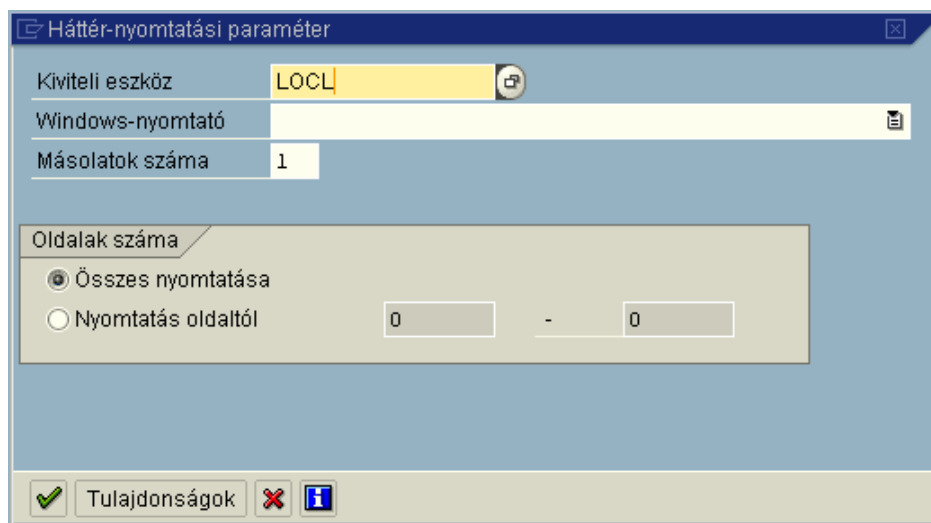 Háttér-nyomtatási paraméter
Kiviteli eszköz LOCL
Windows-nyomtató
Másolatok száma 1
Oldalak száma
Összes nyomtatása
Nyomtatás oldaltól 0 - 0
Tulajdonságok